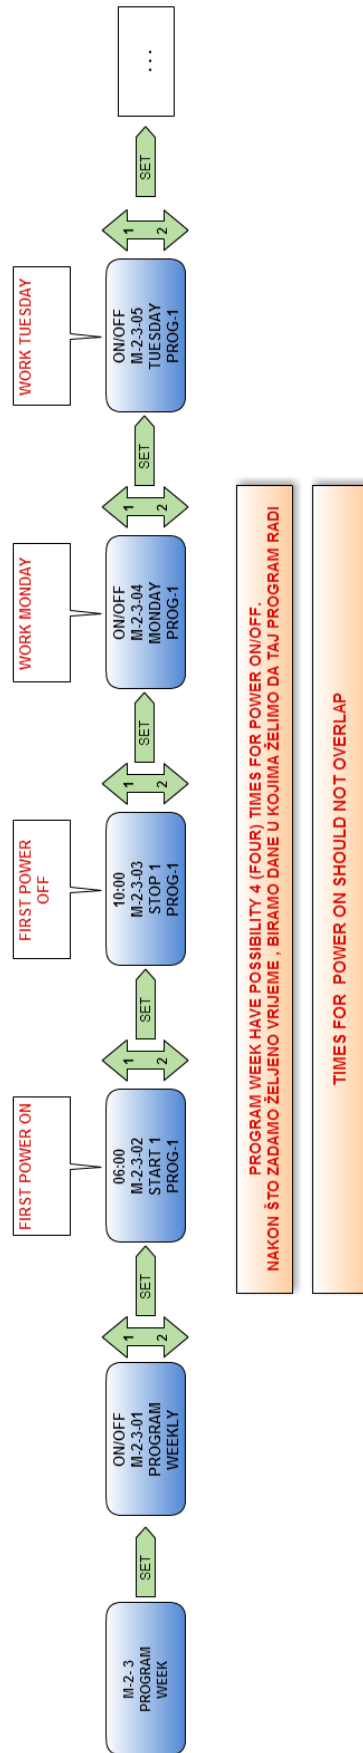 M-2- 3
PROGRAM
WEEK
SET
ON/OFF
M-2-3-01
PROGRAM
WEEKLY
1
2
SET
FIRST POWER ON
06:00
M-2-3-02
START 1
PROG-1
1
2
SET
FIRST POWER
OFF
10:00
M-2-3-03
STOP 1
PROG-1
1
2
SET
WORK MONDAY
ON/OFF
M-2-3-04
MONDAY
PROG-1
1
2
SET
WORK TUESDAY
ON/OFF
M-2-3-05
TUESDAY
PROG-1
1
2
SET
...
PROGRAM WEEK HAVE POSSIBILITY 4 (FOUR) TIMES FOR POWER ON/OFF.
NAKON ŠTO ZADAMO ŽELJENO VRIJEME , BIRAMO DANE U KOJIMA ŽELIMO DA TAJ PROGRAM RADI
TIMES FOR POWER ON SHOULD NOT OVERLAP